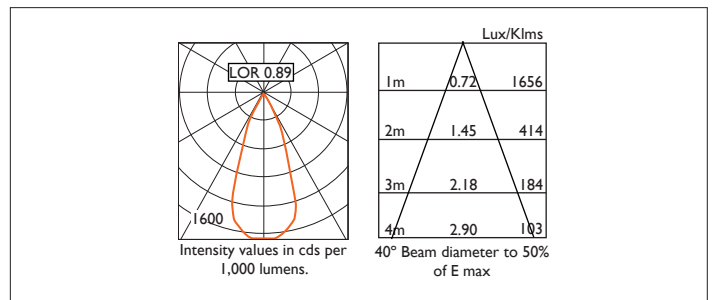 LOR 0.89
1600
Intensity values in cds per
1,000 lumens.
Lux/Klms
1m 0.72 1656
2m 1.45 414
3m 2.18 184
4m 2.90 103
40º Beam diameter to 50%
of E max